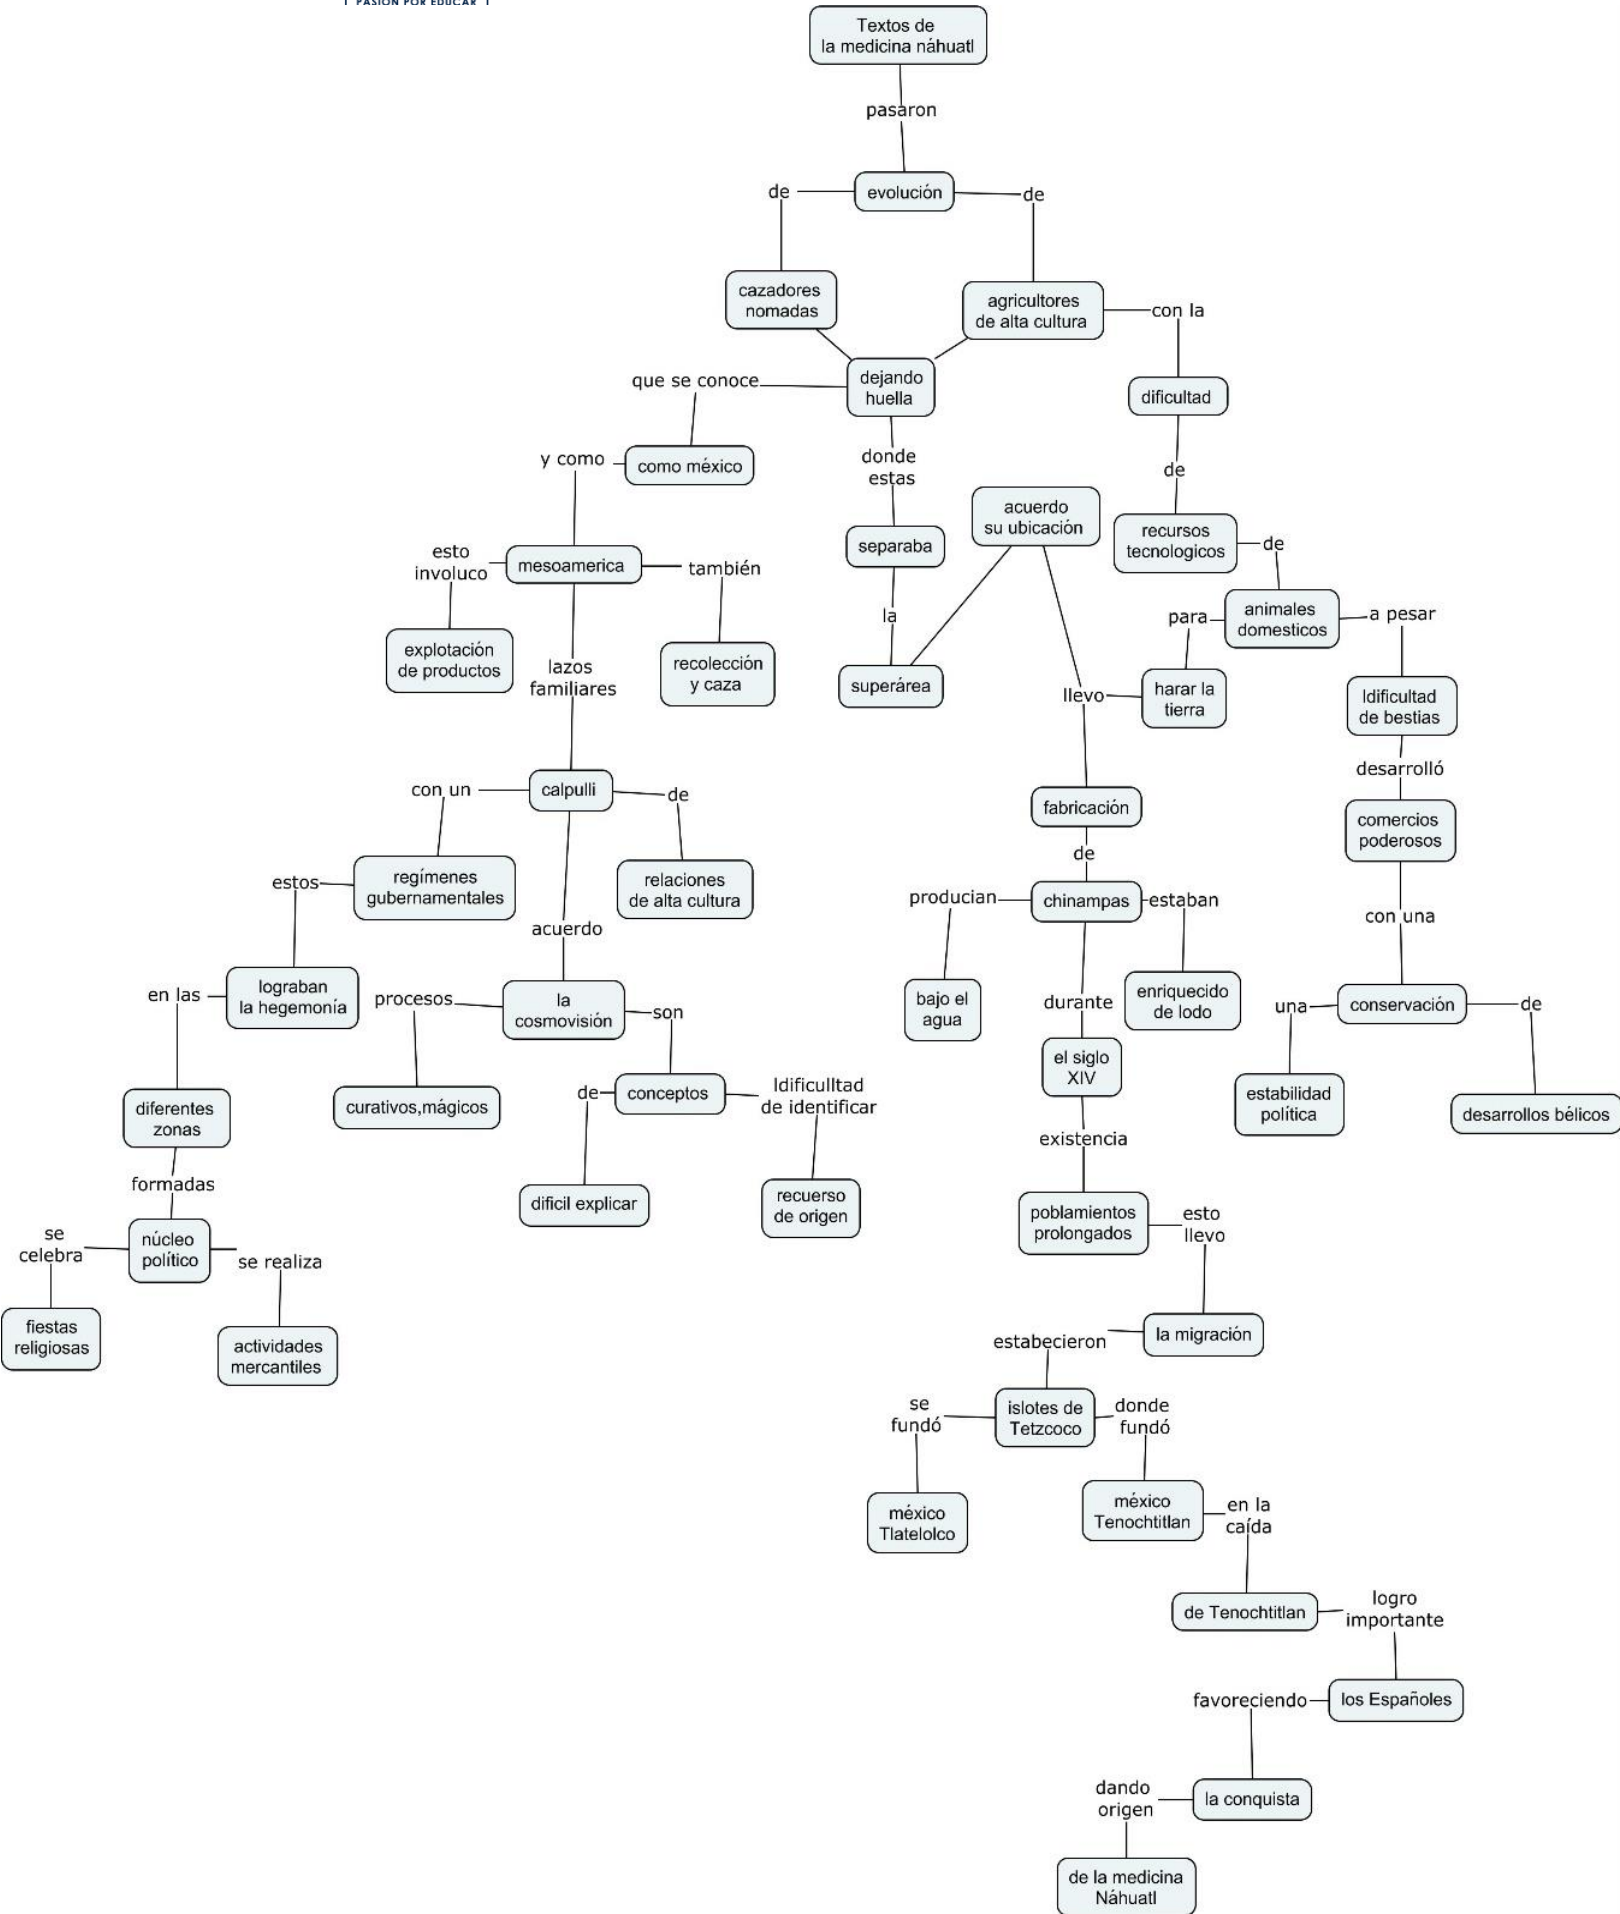 PASIÓN POR EDUCAR
Textos de
la medicina náhuatl
pasaron
de
evolución
de
cazadores
nomadas
agricultores
de alta cultura
con la
que se conoce
dejando
huella
dificultad
y como
como méxico
donde
estas
de
acuerdo
su ubicación
recursos
tecnologicos
de
esto
involuco
mesoamerica
también
separaba
la
animales
domesticos
para
a pesar
explotación
de productos
lazos
familiares
recolección
y caza
superárea
llevo
harar la
tierra
ldificultad
de bestias
desarrolló
con un
calpulli
de
fabricación
comercios
poderosos
de
estos
regímenes
gubernamentales
relaciones
de alta cultura
producian
chinampas
estaban
con una
acuerdo
en las
lograban
la hegemonía
procesos
la
cosmovisión
son
bajo el
agua
durante
enriquecido
de lodo
una
conservación
de
el siglo
XIV
diferentes
zonas
curativos,mágicos
de
conceptos
ldificulltad
de identificar
estabilidad
política
desarrollos bélicos
existencia
formadas
dificil explicar
recuerso
de origen
poblamientos
prolongados
esto
llevo
se
celebra
núcleo
político
se realiza
fiestas
religiosas
actividades
mercantiles
estabecieron
la migración
se
fundó
islotes de
Tetzcoco
donde
fundó
méxico
Tlatelolco
méxico
Tenochtitlan
en la
caída
de Tenochtitlan
logro
importante
favoreciendo
los Españoles
dando
origen
la conquista
de la medicina
Náhuatl